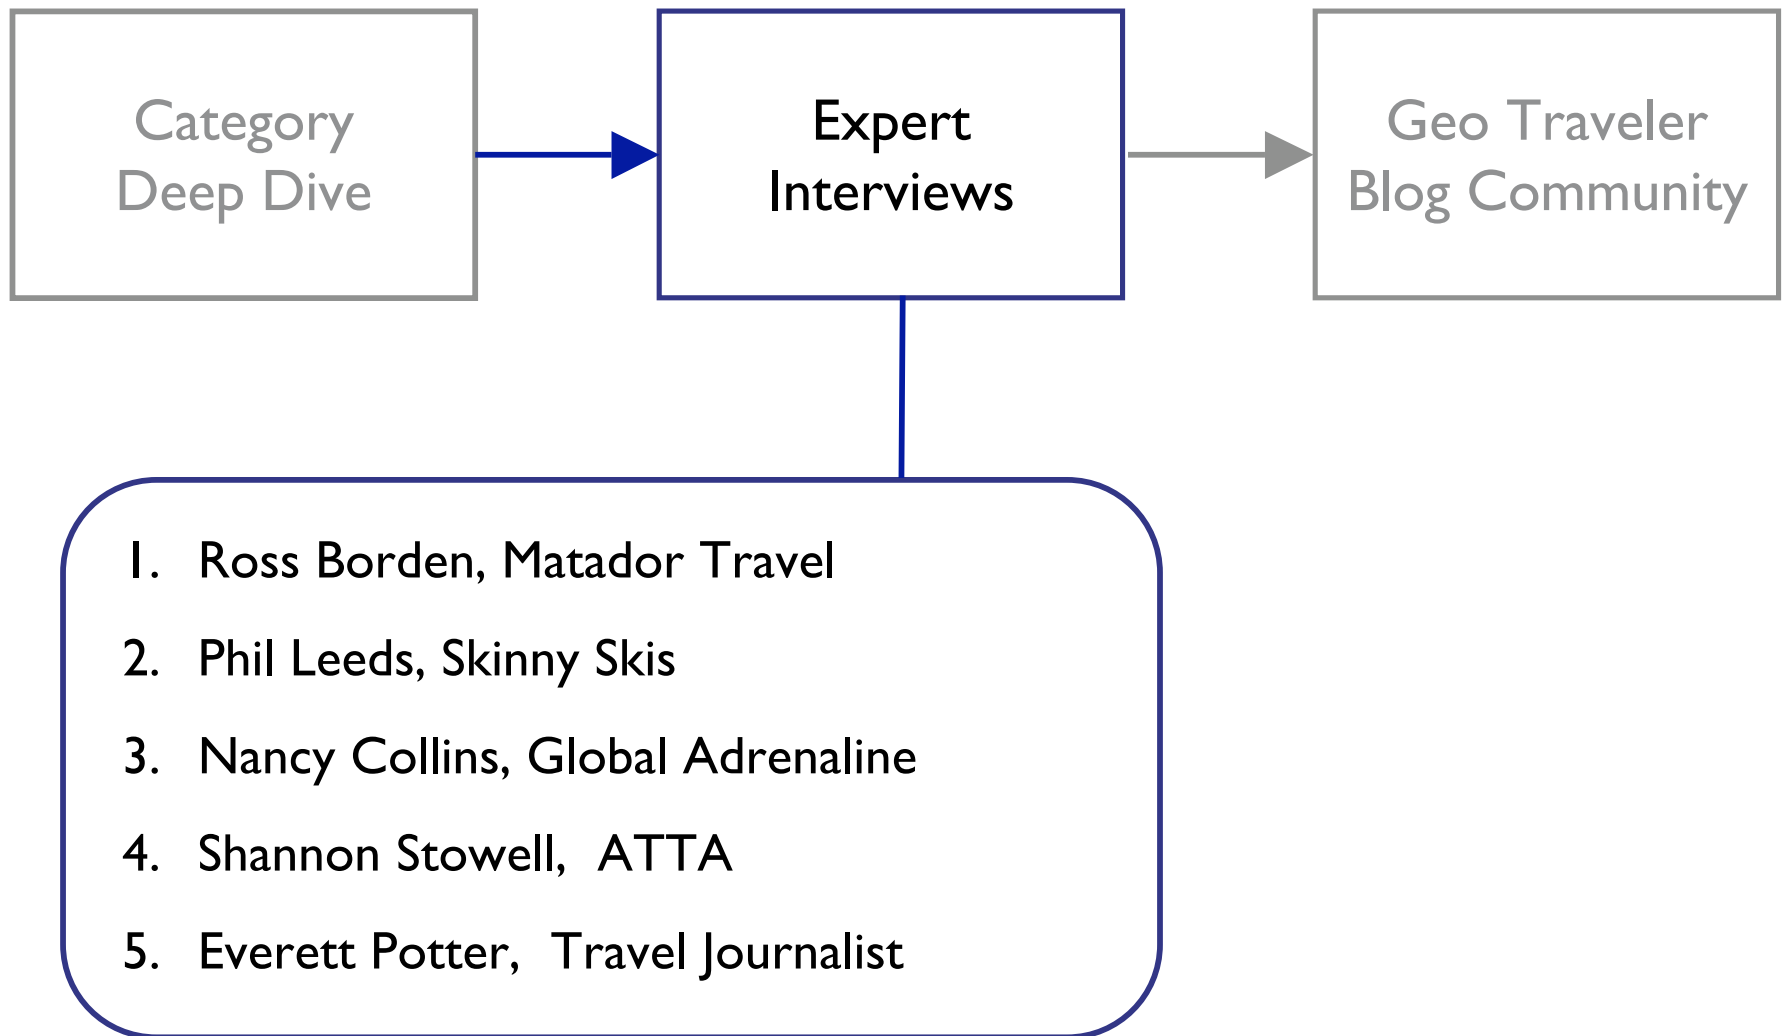 Category
Deep Dive
Expert
Interviews
Geo Traveler
Blog Community
1. Ross Borden, Matador Travel
2. Phil Leeds, Skinny Skis
3. Nancy Collins, Global Adrenaline
4. Shannon Stowell, ATTA
5. Everett Potter, Travel Journalist